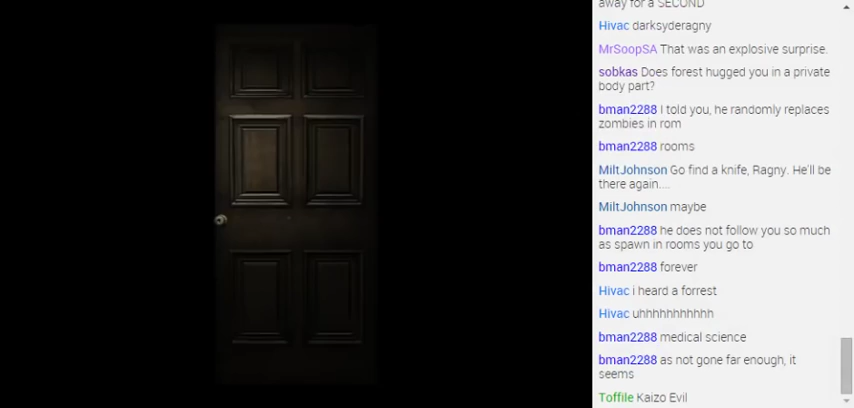 away for a SECOND
Hivac darksyderagny
MrSoopSA That was an explosive surprise.
sobkas Does forest hugged you in a private
body part?
bman2288 I told you, he randomly replaces
zombies in rom
bman2288 rooms
MiltJohnson Go find a knife, Ragny. He'll be
there again....
MiltJohnson maybe
bman2288 he does not follow you so much
as spawn in rooms you go to
bman2288 forever
Hivac i heard a forrest
Hivac uhhhhhhhhhhh
bman2288 medical science
bman2288 as not gone far enough, it
seems
Toffile Kaizo Evil